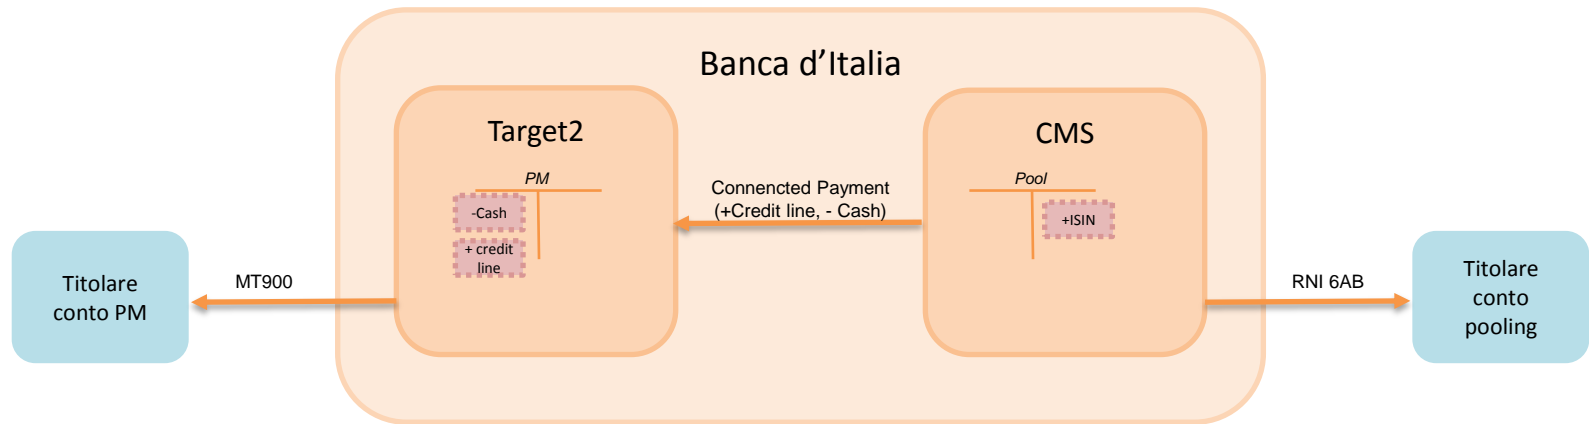 Banca d’Italia
Target2
PM
-Cash
+ credit
line
Connencted Payment
(+Credit line, - Cash)
CMS
Pool
+ISIN
Titolare
conto PM
MT900
RNI 6AB
Titolare
conto
pooling